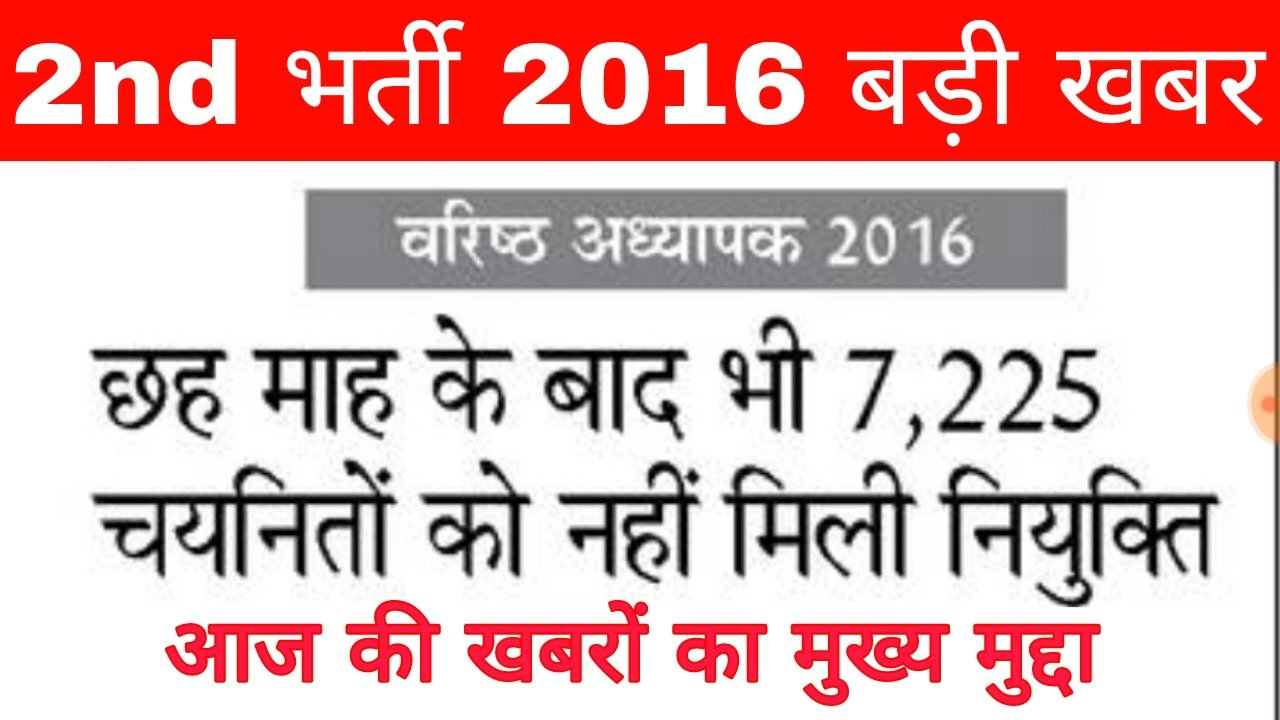 2nd भर्ती 2016 बड़ी खबर
वरिष्ठ अध्यापक 2016
छह माह के बाद भी 7,225
चयनितों को नहीं मिली नियुक्ति
आज की खबरों का मुख्य मुद्दा